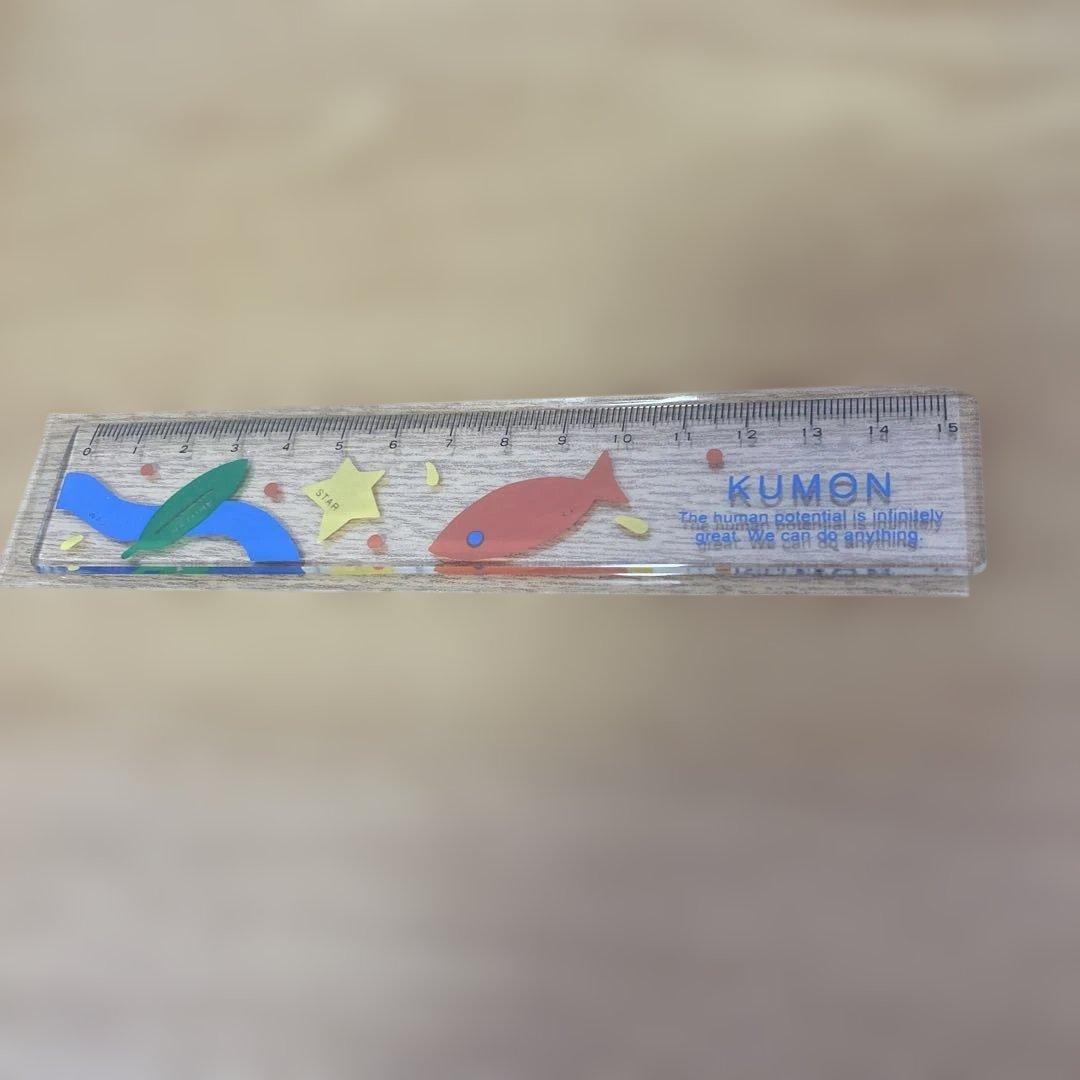 0 1 2 3 4 5 6 7 8 9 10 11 12 13 14 15
STAR
KUMON
The human potential is infinitely
great. We can do anything.